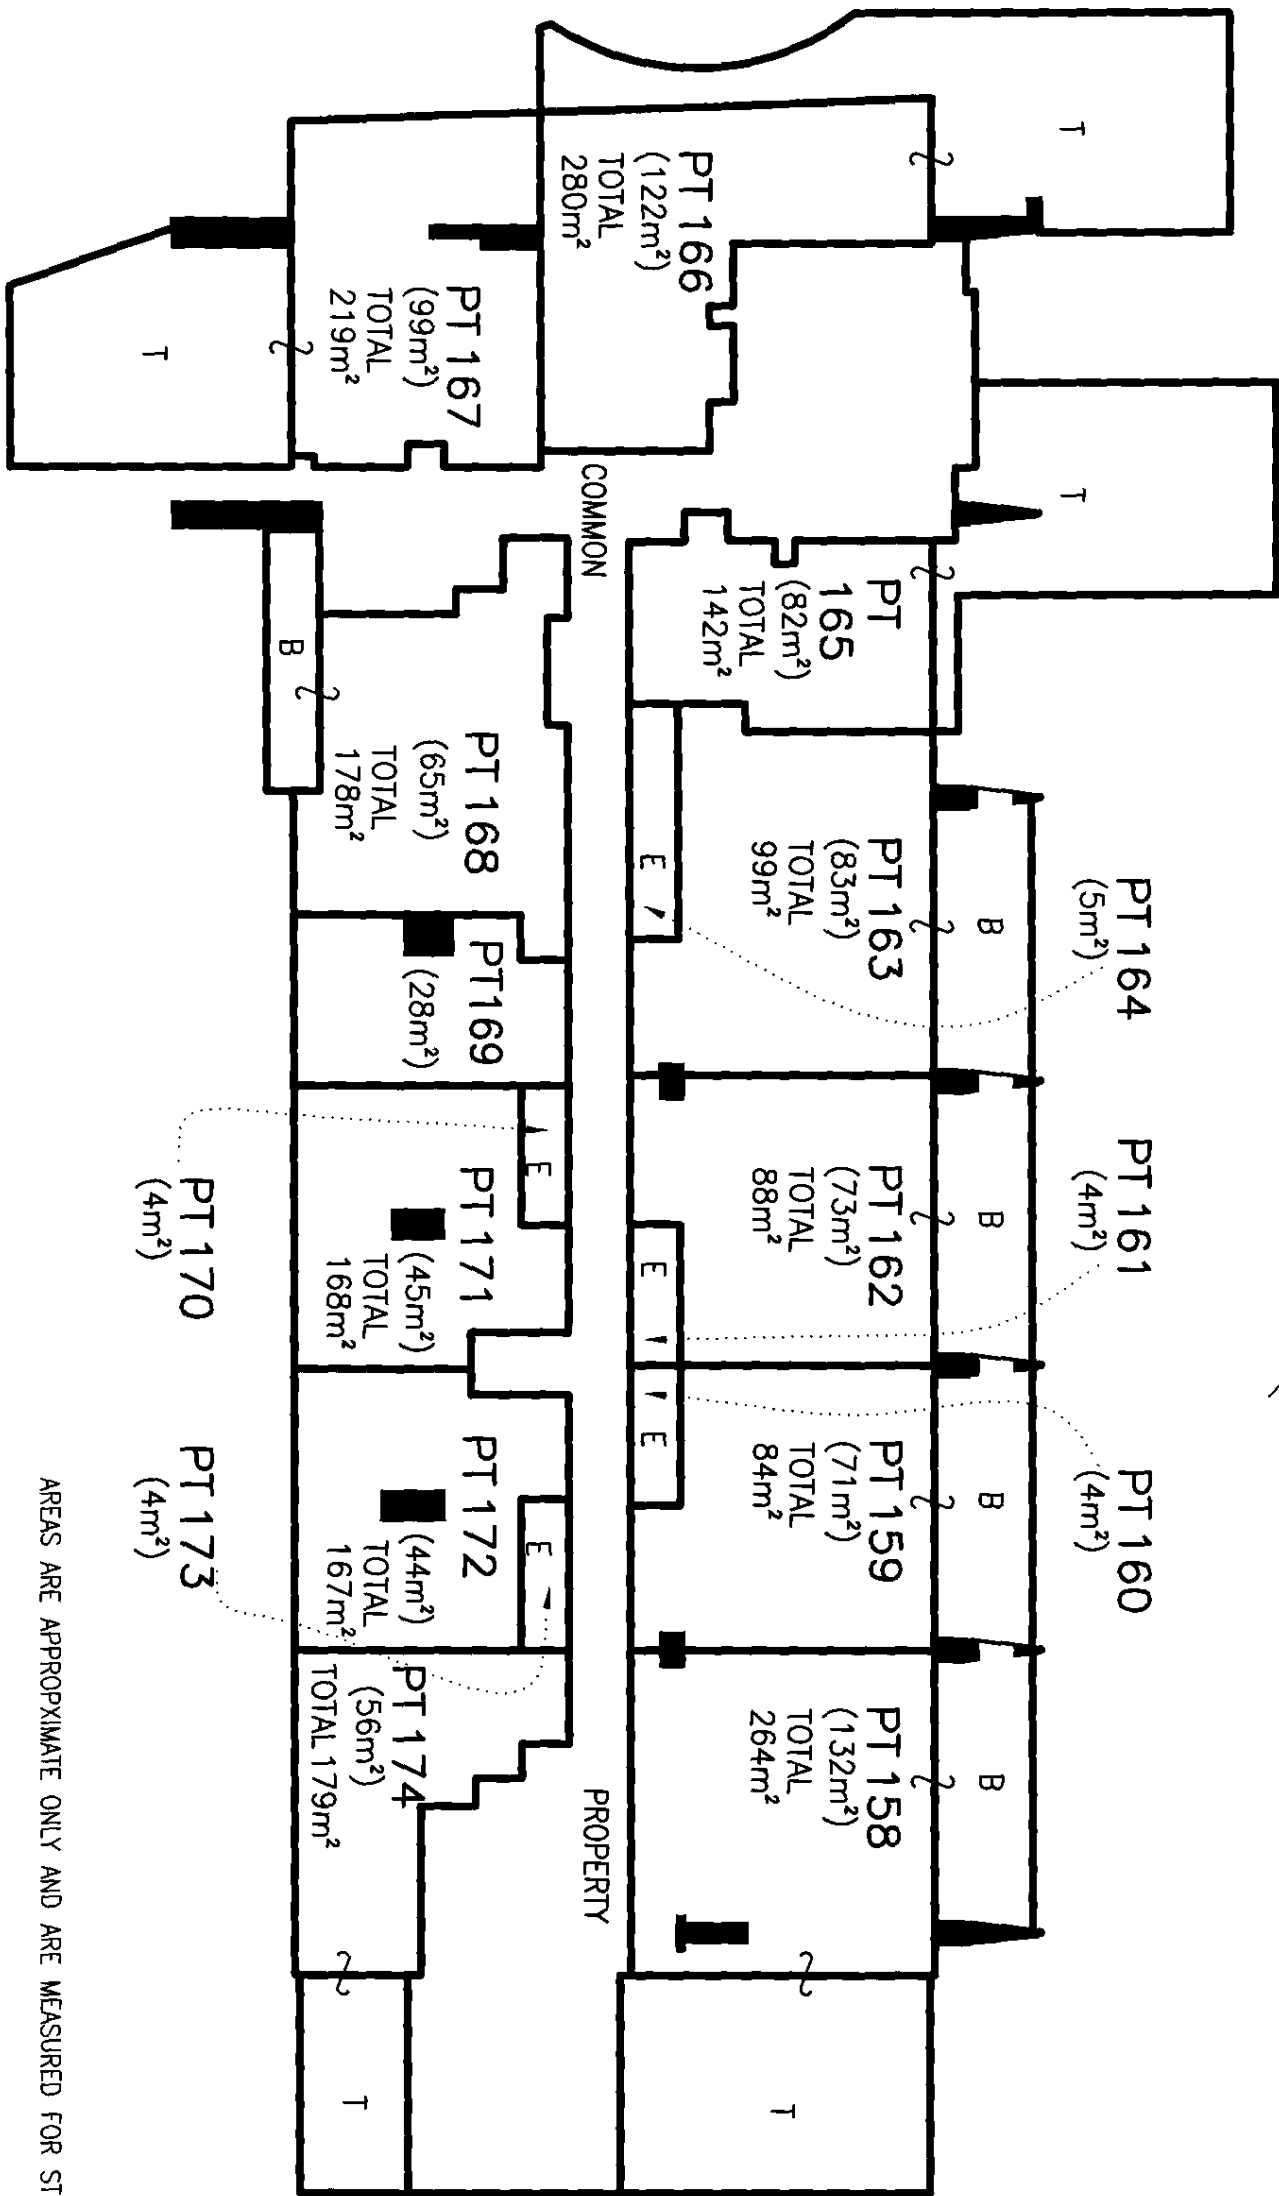 PT 164
(5m²)
PT 161
(4m²)
PT 160
(4m²)
T
T
B
B
B
B
PT 166
(122m²)
TOTAL
280m²
PT
165
(82m²)
TOTAL
142m²
PT 163
(83m²)
TOTAL
99m²
PT 162
(73m²)
TOTAL
88m²
PT 159
(71m²)
TOTAL
84m²
PT 158
(132m²)
TOTAL
264m²
T
E
E
E
COMMON
PROPERTY
PT 167
(99m²)
TOTAL
219m²
PT 168
(65m²)
TOTAL
178m²
PT169
(28m²)
E
PT 171
(45m²)
TOTAL
168m²
E
PT 172
(44m²)
TOTAL
167m²
PT 174
(56m²)
TOTAL 179m²
T
T
B
PT 170
(4m²)
PT 173
(4m²)
AREAS ARE APPROPXIMATE ONLY AND ARE MEASURED FOR ST